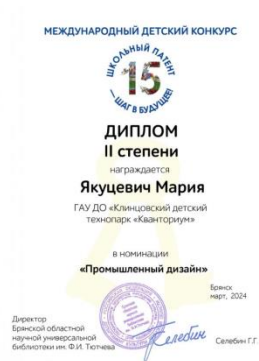 МЕЖДУНАРОДНЫЙ ДЕТСКИЙ КОНКУРС
ШКОЛЬНЫЙ ПАТЕНТ
15
— ШАГ В БУДУЩЕЕ!
ДИПЛОМ
II степени
награждается
Якуцевич Мария
ГАУ ДО «Клинцовский детский
технопарк «Кванториум»
в номинации
«Промышленный дизайн»
Брянск
март, 2024
Директор
Брянской областной
научной универсальной
библиотеки им. Ф.И. Тютчева
Селебин Г.Г